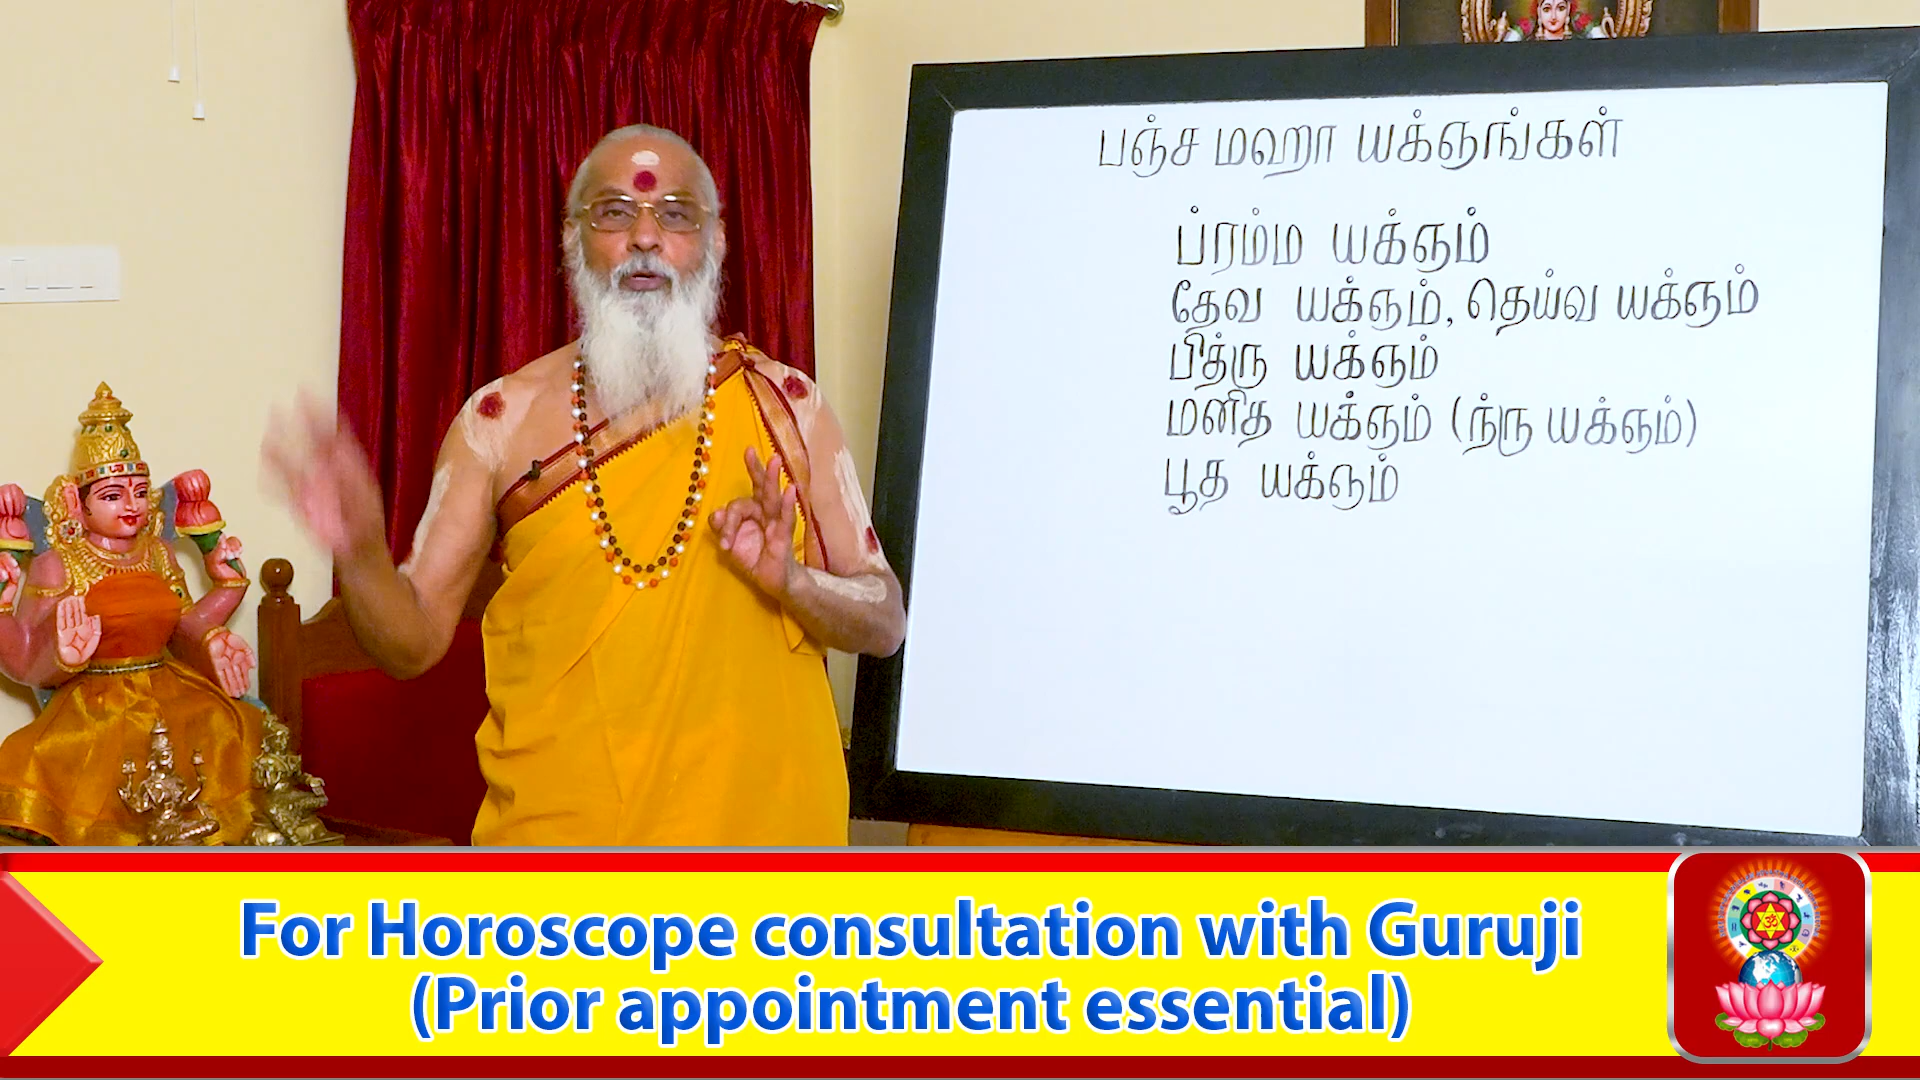 பஞ்ச மஹா யக்ஞங்கள்
ப்ரம்ம யக்ஞம்
தேவ யக்ஞம், தெய்வ யக்ஞம்
பித்ரு யக்ஞம்
மனித யக்ஞம் (ந்ரு யக்ஞம்)
பூத யக்ஞம்
For Horoscope consultation with Guruji
(Prior appointment essential)